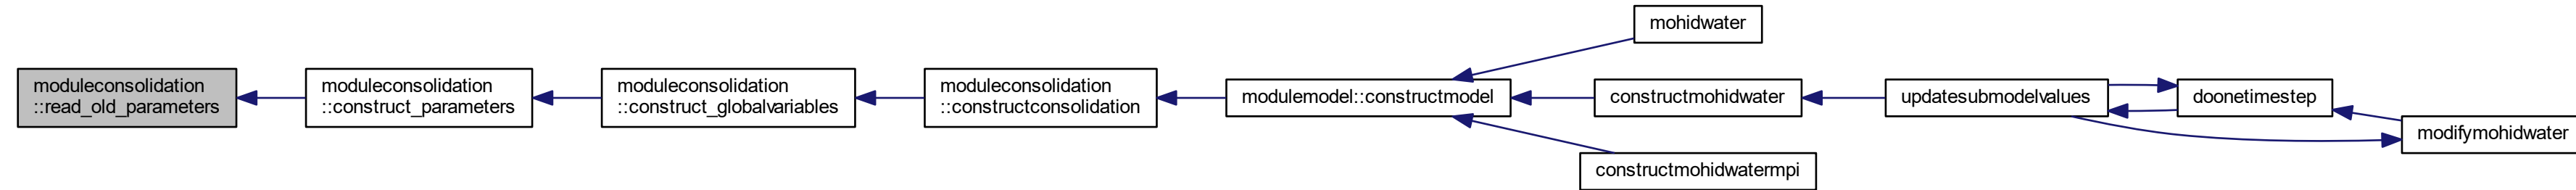 moduleconsolidation
::read_old_parameters
moduleconsolidation
::construct_parameters
moduleconsolidation
::construct_globalvariables
moduleconsolidation
::constructconsolidation
modulemodel::constructmodel
mohidwater
constructmohidwater
constructmohidwatermpi
updatesubmodelvalues
doonetimestep
modifymohidwater